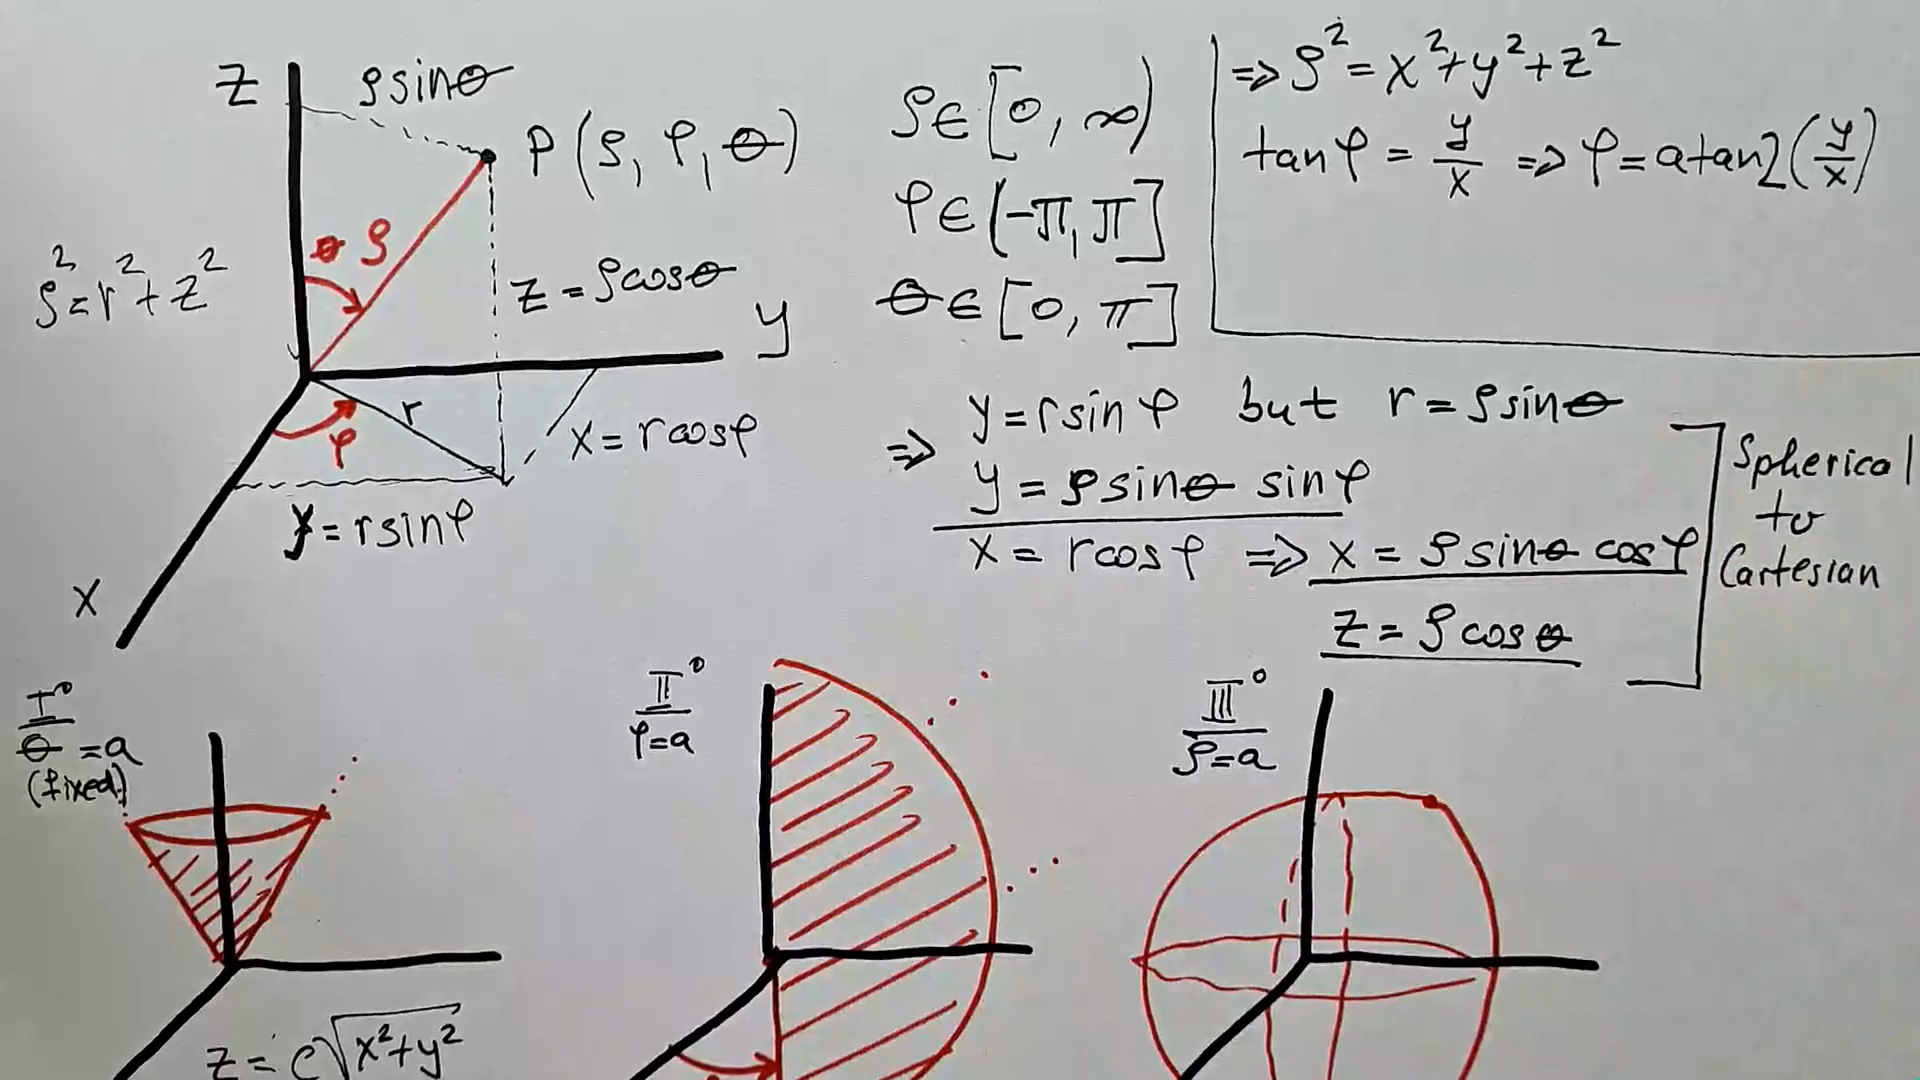 z
ρsinθ
P(ρ, φ, θ)
θ ρ
ρ²=r²+z²
z=ρcosθ
y
r
φ
x=rcosφ
y=rsinφ
x
ρ∈[0, ∞)
φ∈(-π, π]
θ∈[0, π]
=> ρ²=x²+y²+z²
tanφ = y/x => φ=atan2(y/x)
=> y=rsinφ but r=ρsinθ
y=ρsinθ sinφ
x=rcosφ => x=ρsinθ cosφ
z=ρcosθ
Spherical
to
Cartesian
I°
θ=a
(fixed)
z=c√x²+y²
II°
φ=a
III°
ρ=a